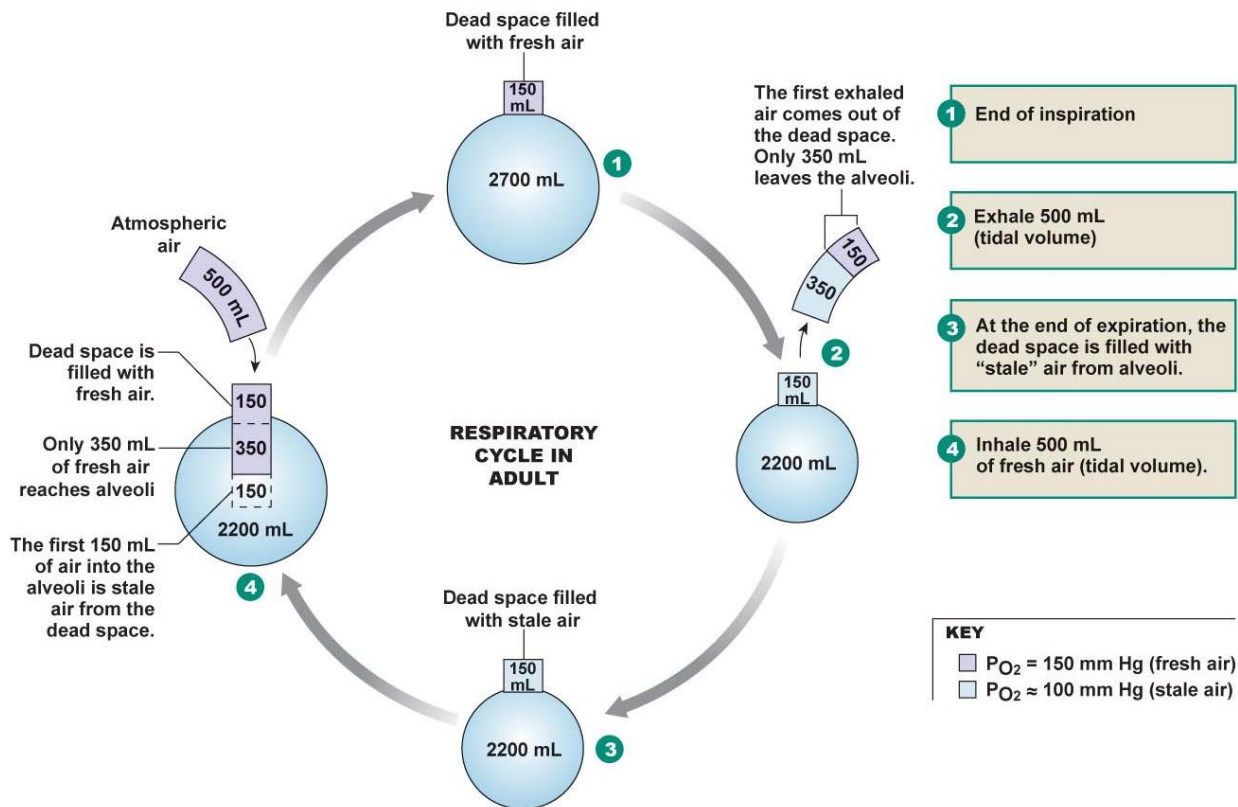 Dead space filled
with fresh air
150
mL
2700 mL
1
The first exhaled
air comes out of
the dead space.
Only 350 mL
leaves the alveoli.
150
350
2
150
mL
2200 mL
Atmospheric
air
500 mL
Dead space is
filled with
fresh air.
150
Only 350 mL
of fresh air
reaches alveoli
350
150
2200 mL
The first 150 mL
of air into the
alveoli is stale
air from the
dead space.
4
RESPIRATORY
CYCLE IN
ADULT
Dead space filled
with stale air
150
mL
2200 mL
3
1 End of inspiration
2 Exhale 500 mL
(tidal volume)
3 At the end of expiration, the
dead space is filled with
“stale” air from alveoli.
4 Inhale 500 mL
of fresh air (tidal volume).
KEY
PO2 = 150 mm Hg (fresh air)
PO2 ≈ 100 mm Hg (stale air)